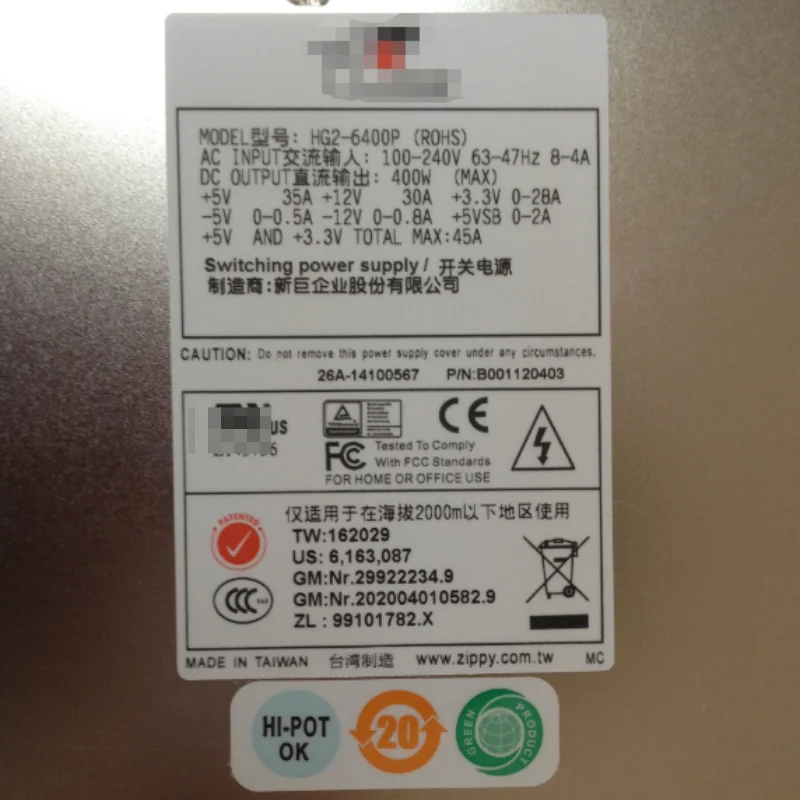 MODEL型号: HG2-6400P (ROHS)
AC INPUT交流输入: 100-240V 63-47Hz 8-4A
DC OUTPUT直流输出: 400W (MAX)
+5V 35A +12V 30A +3.3V 0-28A
-5V 0-0.5A -12V 0-0.8A +5VSB 0-2A
+5V AND +3.3V TOTAL MAX:45A
Switching power supply / 开关电源
制造商:新巨企业股份有限公司
CAUTION: Do not remove this power supply cover under any circumstances.
26A-14100567 P/N:B001120403
US
CE
FC Tested To Comply
With FCC Standards
FOR HOME OR OFFICE USE
PATENTED
仅适用于在海拔2000m以下地区使用
TW:162029
US: 6,163,087
GM:Nr.29922234.9
GM:Nr.202004010582.9
ZL : 99101782.X
CCC
MADE IN TAIWAN 台湾制造 www.zippy.com.tw MC
HI-POT
OK
20
GREEN PRODUCT